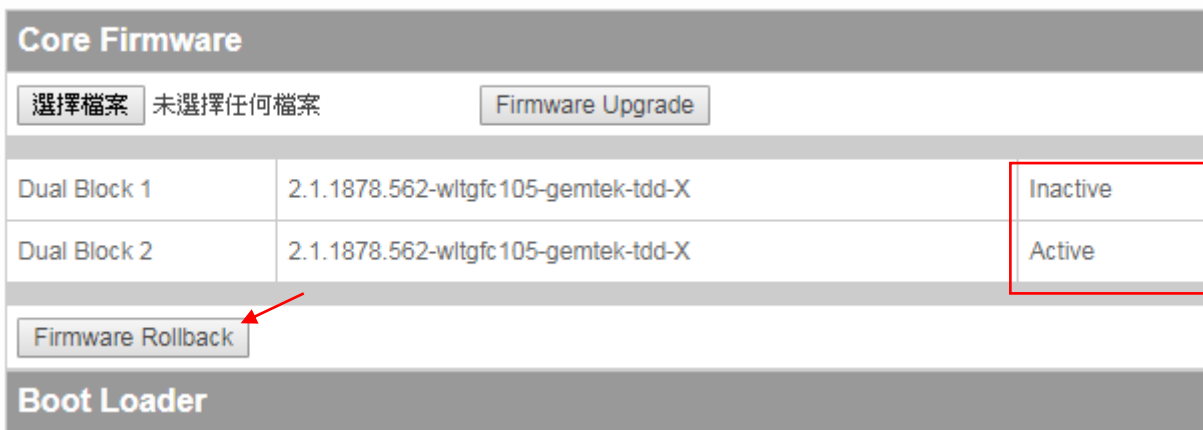 Core Firmware
選擇檔案 未選擇任何檔案 Firmware Upgrade
Dual Block 1 2.1.1878.562-wltgfc105-gemtek-tdd-X Inactive
Dual Block 2 2.1.1878.562-wltgfc105-gemtek-tdd-X Active
Firmware Rollback
Boot Loader